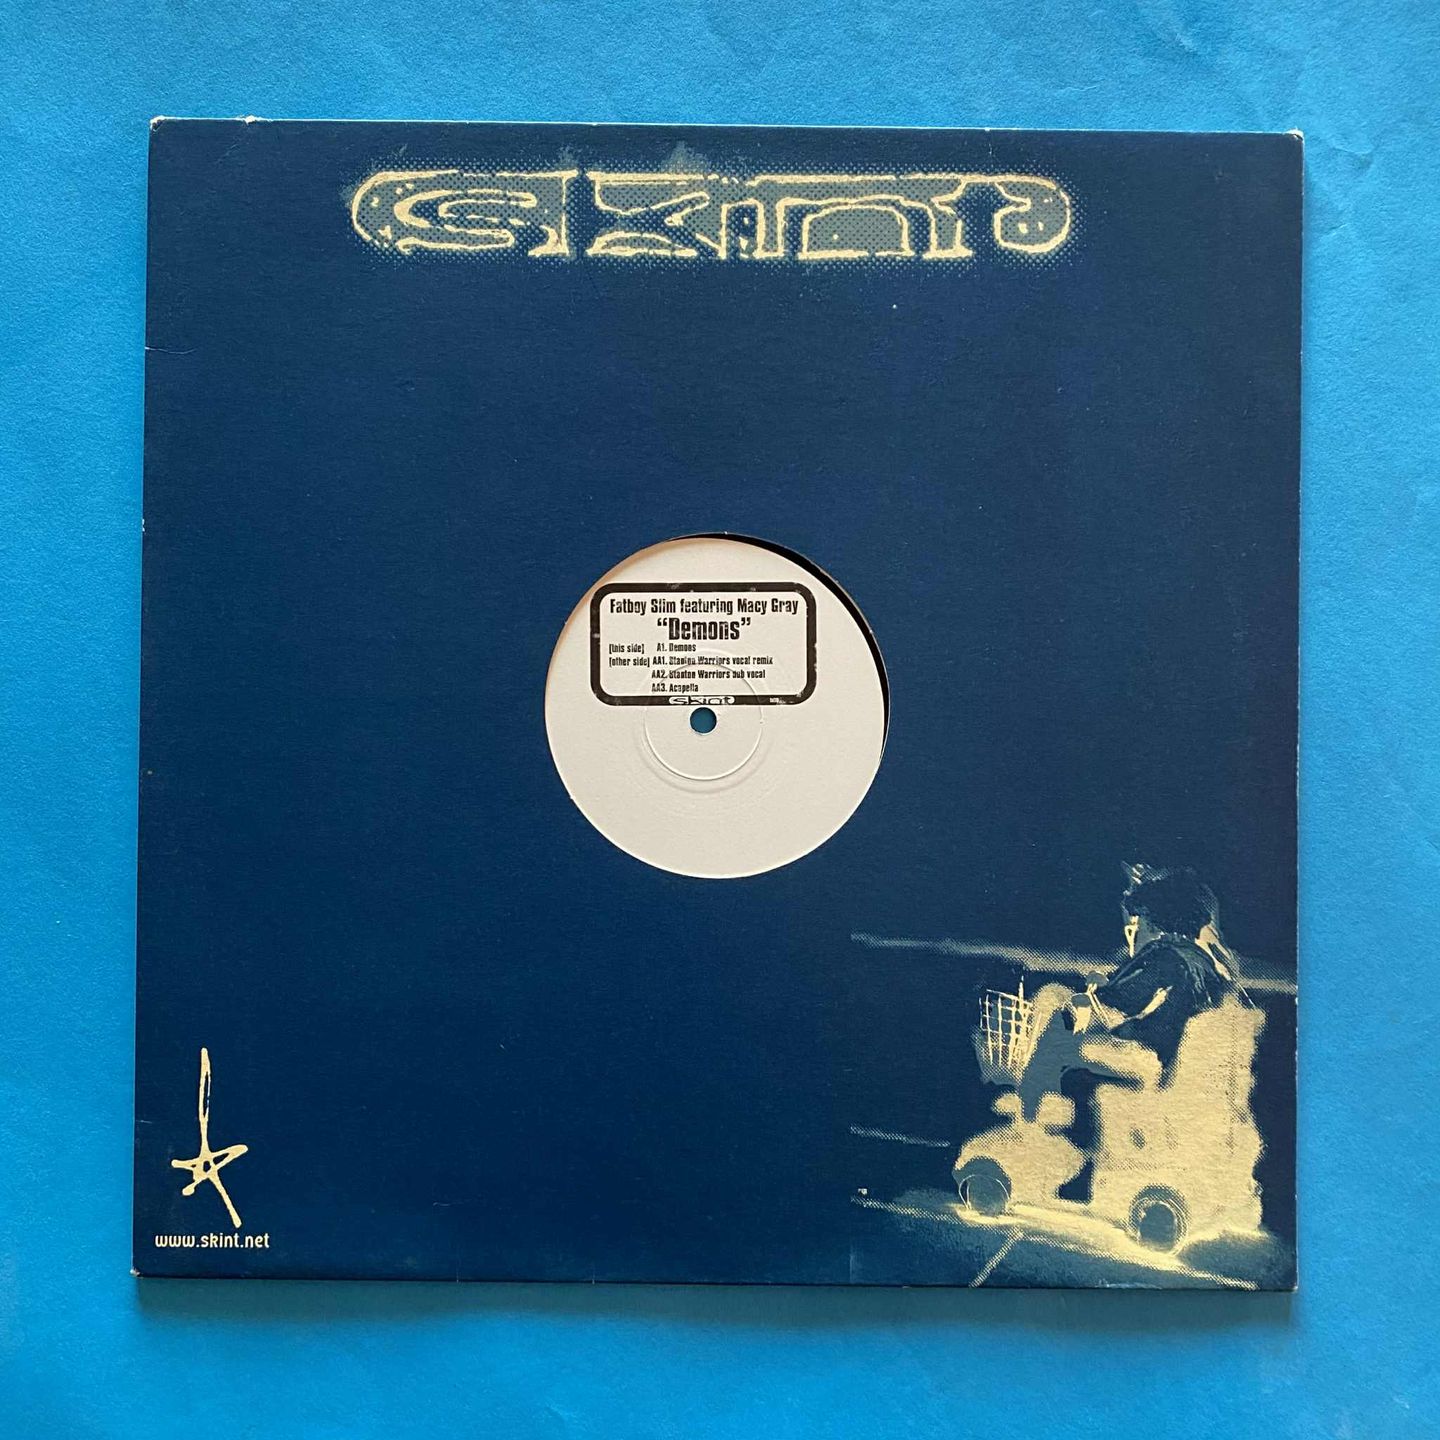 skint
Fatboy Slim featuring Macy Gray
“Demons”
[this side] A1. Demons
[other side] AA1. Stanton Warriors vocal remix
AA2. Stanton Warriors dub vocal
AA3. Acapella
skint
www.skint.net